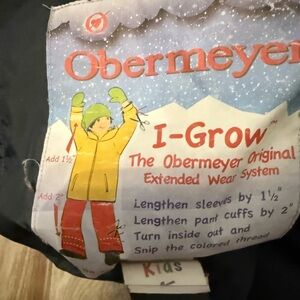 Obermeyer
I-Grow™
The Obermeyer Original
Extended Wear System
Add 1½"
Add 2"
Lengthen sleeves by 1½"
Lengthen pant cuffs by 2"
Turn inside out and
Snip the colored thread
Kids